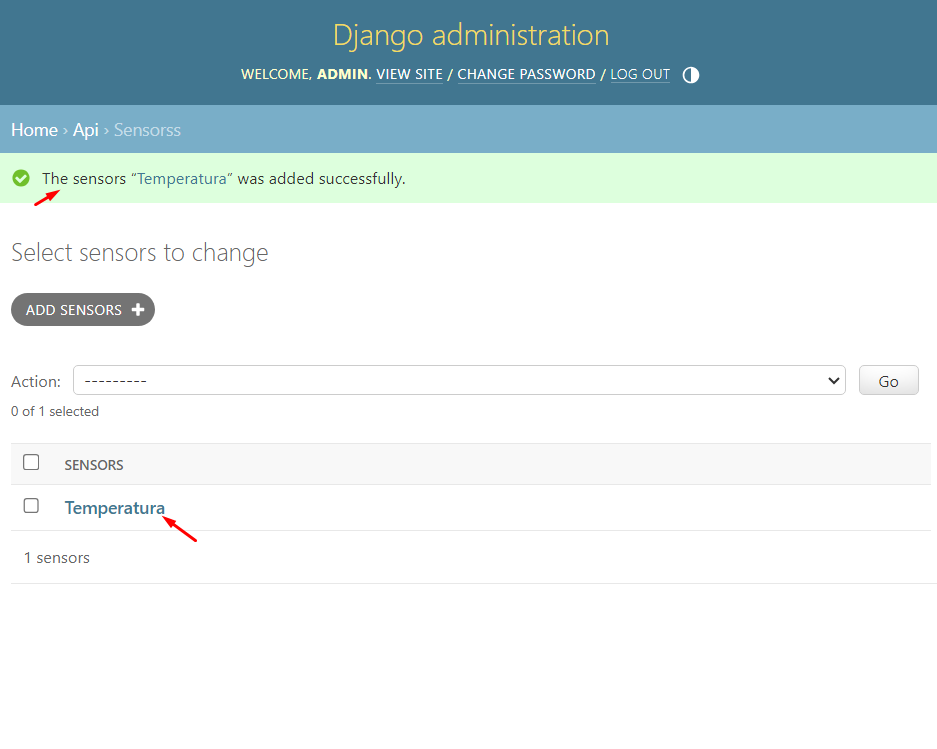 Django administration
WELCOME, ADMIN. VIEW SITE / CHANGE PASSWORD / LOG OUT
Home › Api › Sensorss
The sensors “Temperatura” was added successfully.
Select sensors to change
ADD SENSORS
Action: --------- Go
0 of 1 selected
SENSORS
Temperatura
1 sensors